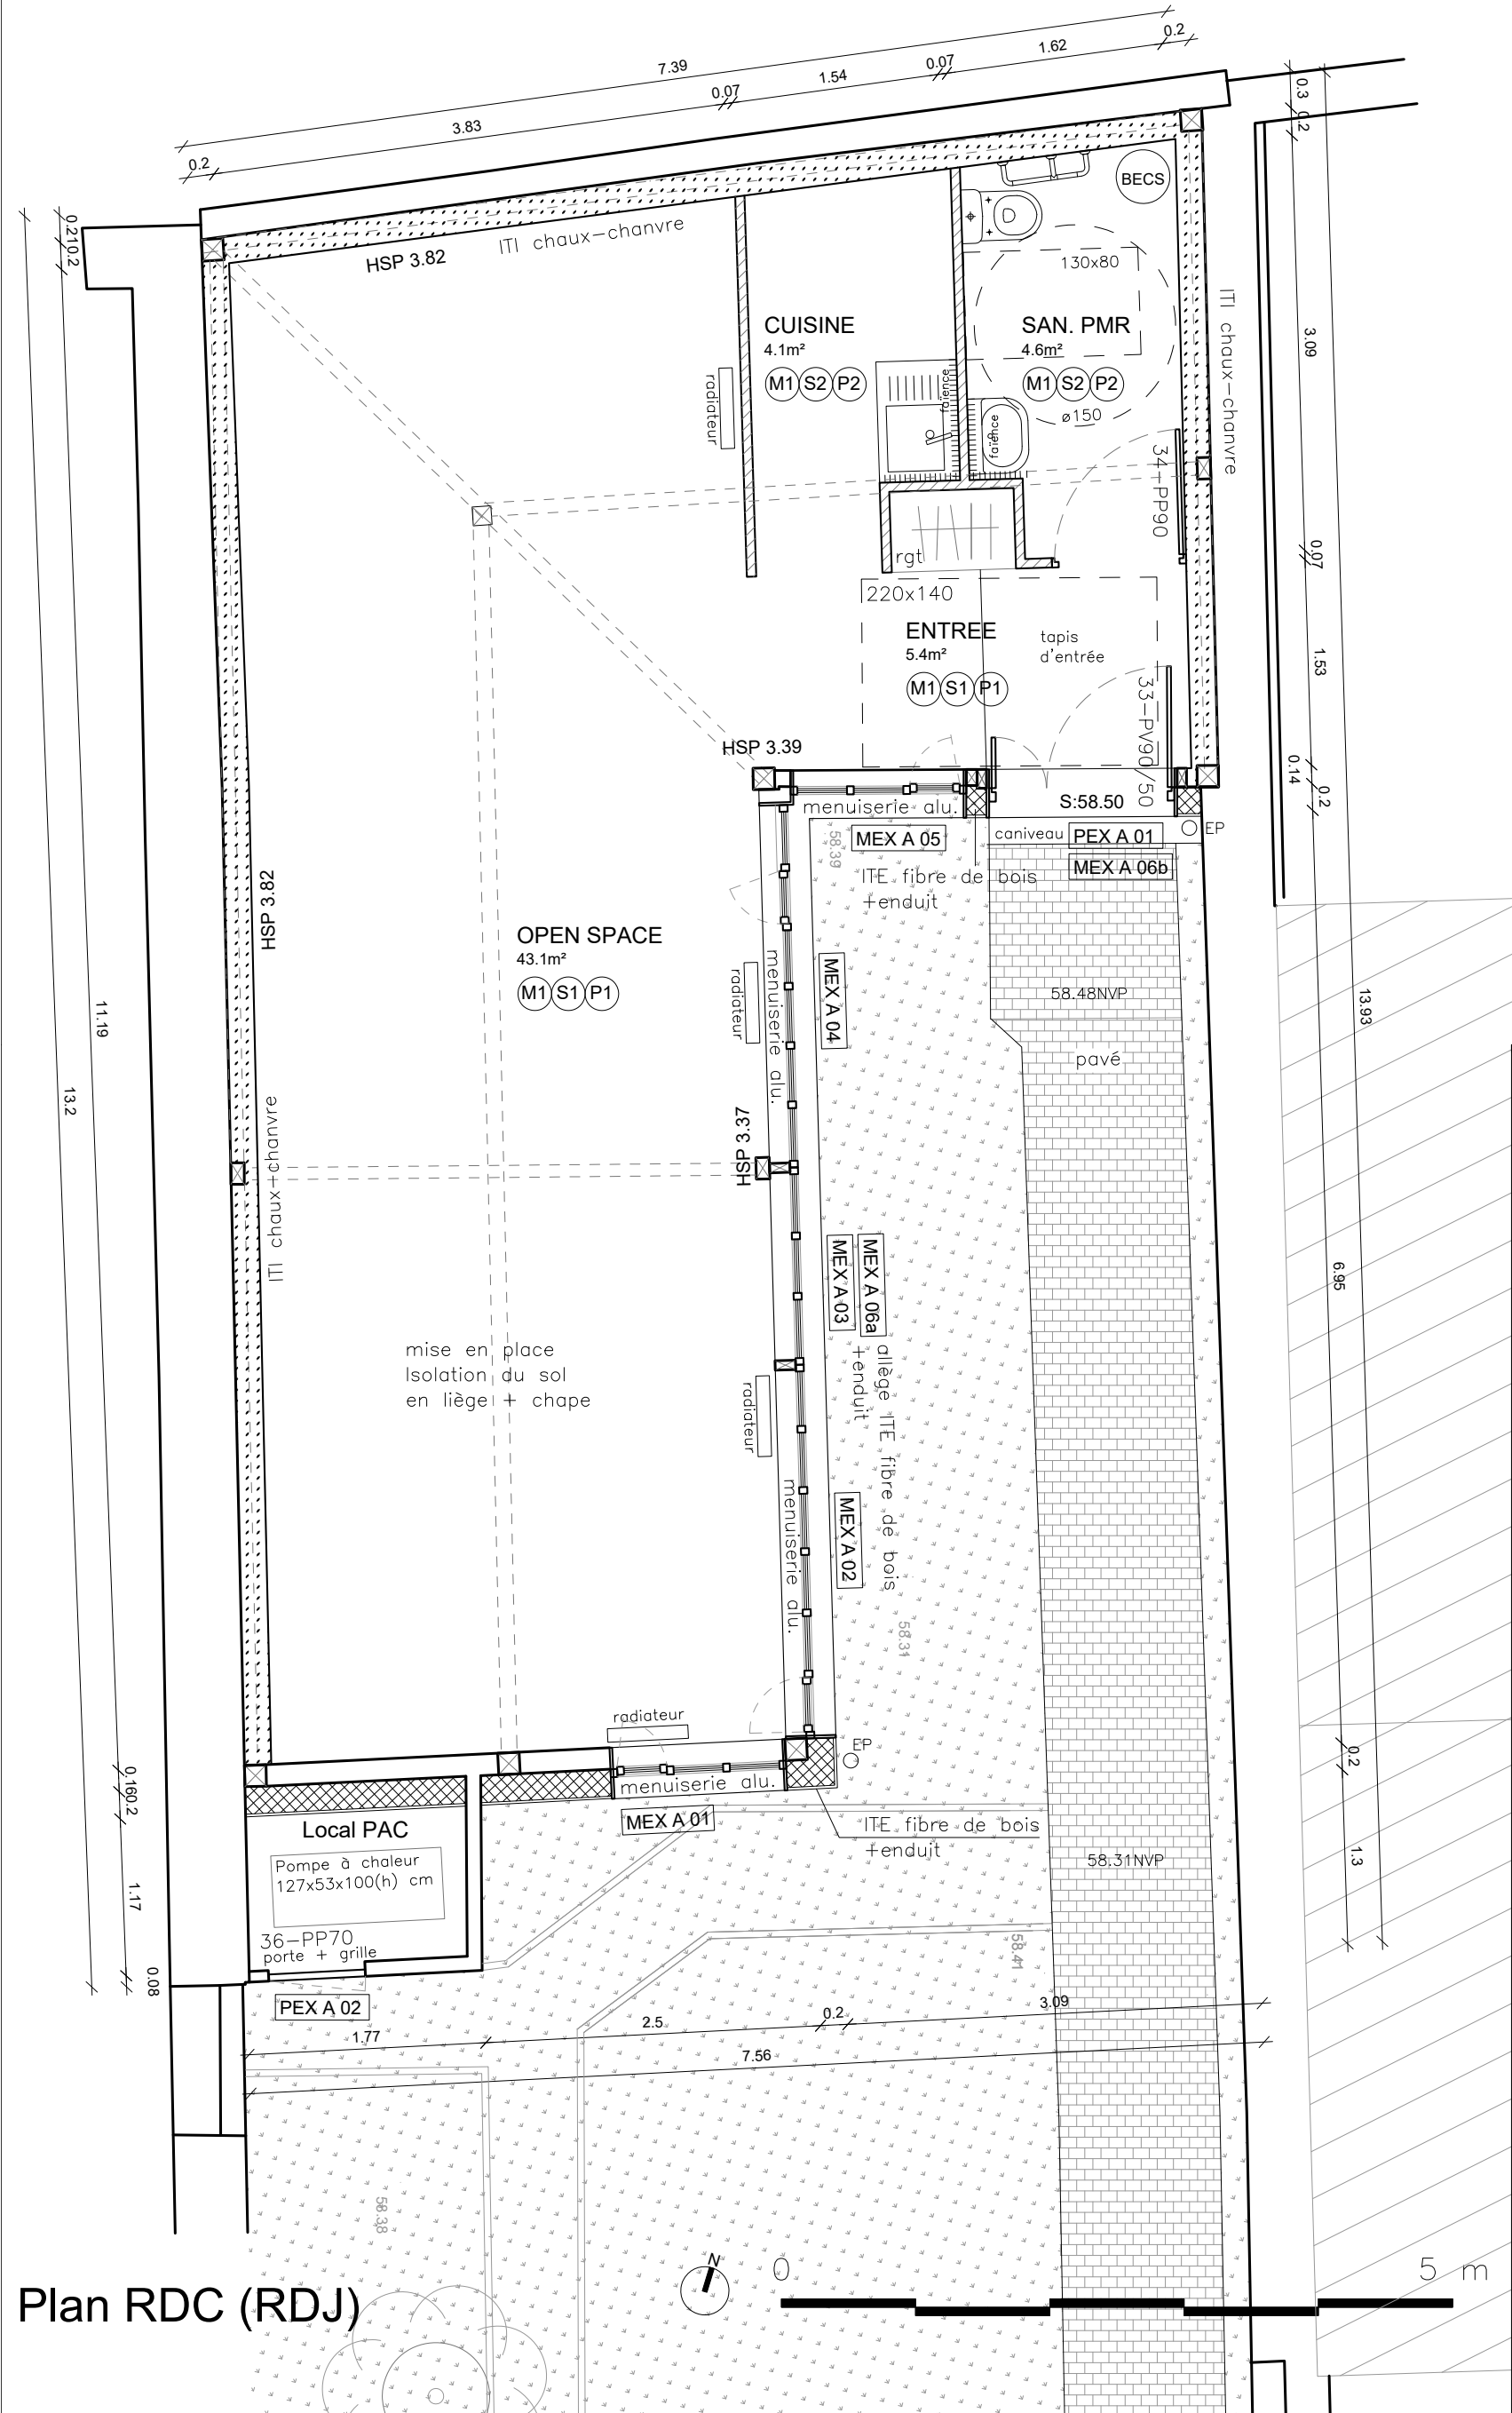 7.39
0.2
3.83
0.07
1.54
0.07
1.62
0.2
0.3
0.2
0.21
0.2
BECS
ITI chaux-chanvre
HSP 3.82
130x80
ITI chaux-chanvre
CUISINE
4.1m²
M1 S2 P2
SAN. PMR
4.6m²
M1 S2 P2
ø150
3.09
radiateur
faïence
faïence
34-PP90
rgt
0.07
220x140
ENTREE
5.4m²
M1 S1 P1
tapis
d'entrée
1.53
33-PV90/50
HSP 3.39
0.14
0.2
menuiserie alu.
S:58.50
MEX A 05
caniveau
PEX A 01
EP
MEX A 06b
58.39
ITE fibre de bois
+enduit
HSP 3.82
OPEN SPACE
43.1m²
M1 S1 P1
radiateur
menuiserie alu.
MEX A 04
58.48NVP
pavé
13.93
11.19
13.2
HSP 3.37
ITI chaux-chanvre
MEX A 03
MEX A 06a
allège ITE fibre de bois
+enduit
6.95
mise en place
Isolation du sol
en liège + chape
radiateur
menuiserie alu.
MEX A 02
58.31
radiateur
EP
menuiserie alu.
MEX A 01
0.2
0.16
0.2
Local PAC
Pompe à chaleur
127x53x100(h) cm
ITE fibre de bois
+enduit
58.31NVP
1.3
1.17
36-PP70
porte + grille
58.41
0.08
PEX A 02
1.77
2.5
0.2
3.09
7.56
58.38
N
0
5 m
Plan RDC (RDJ)